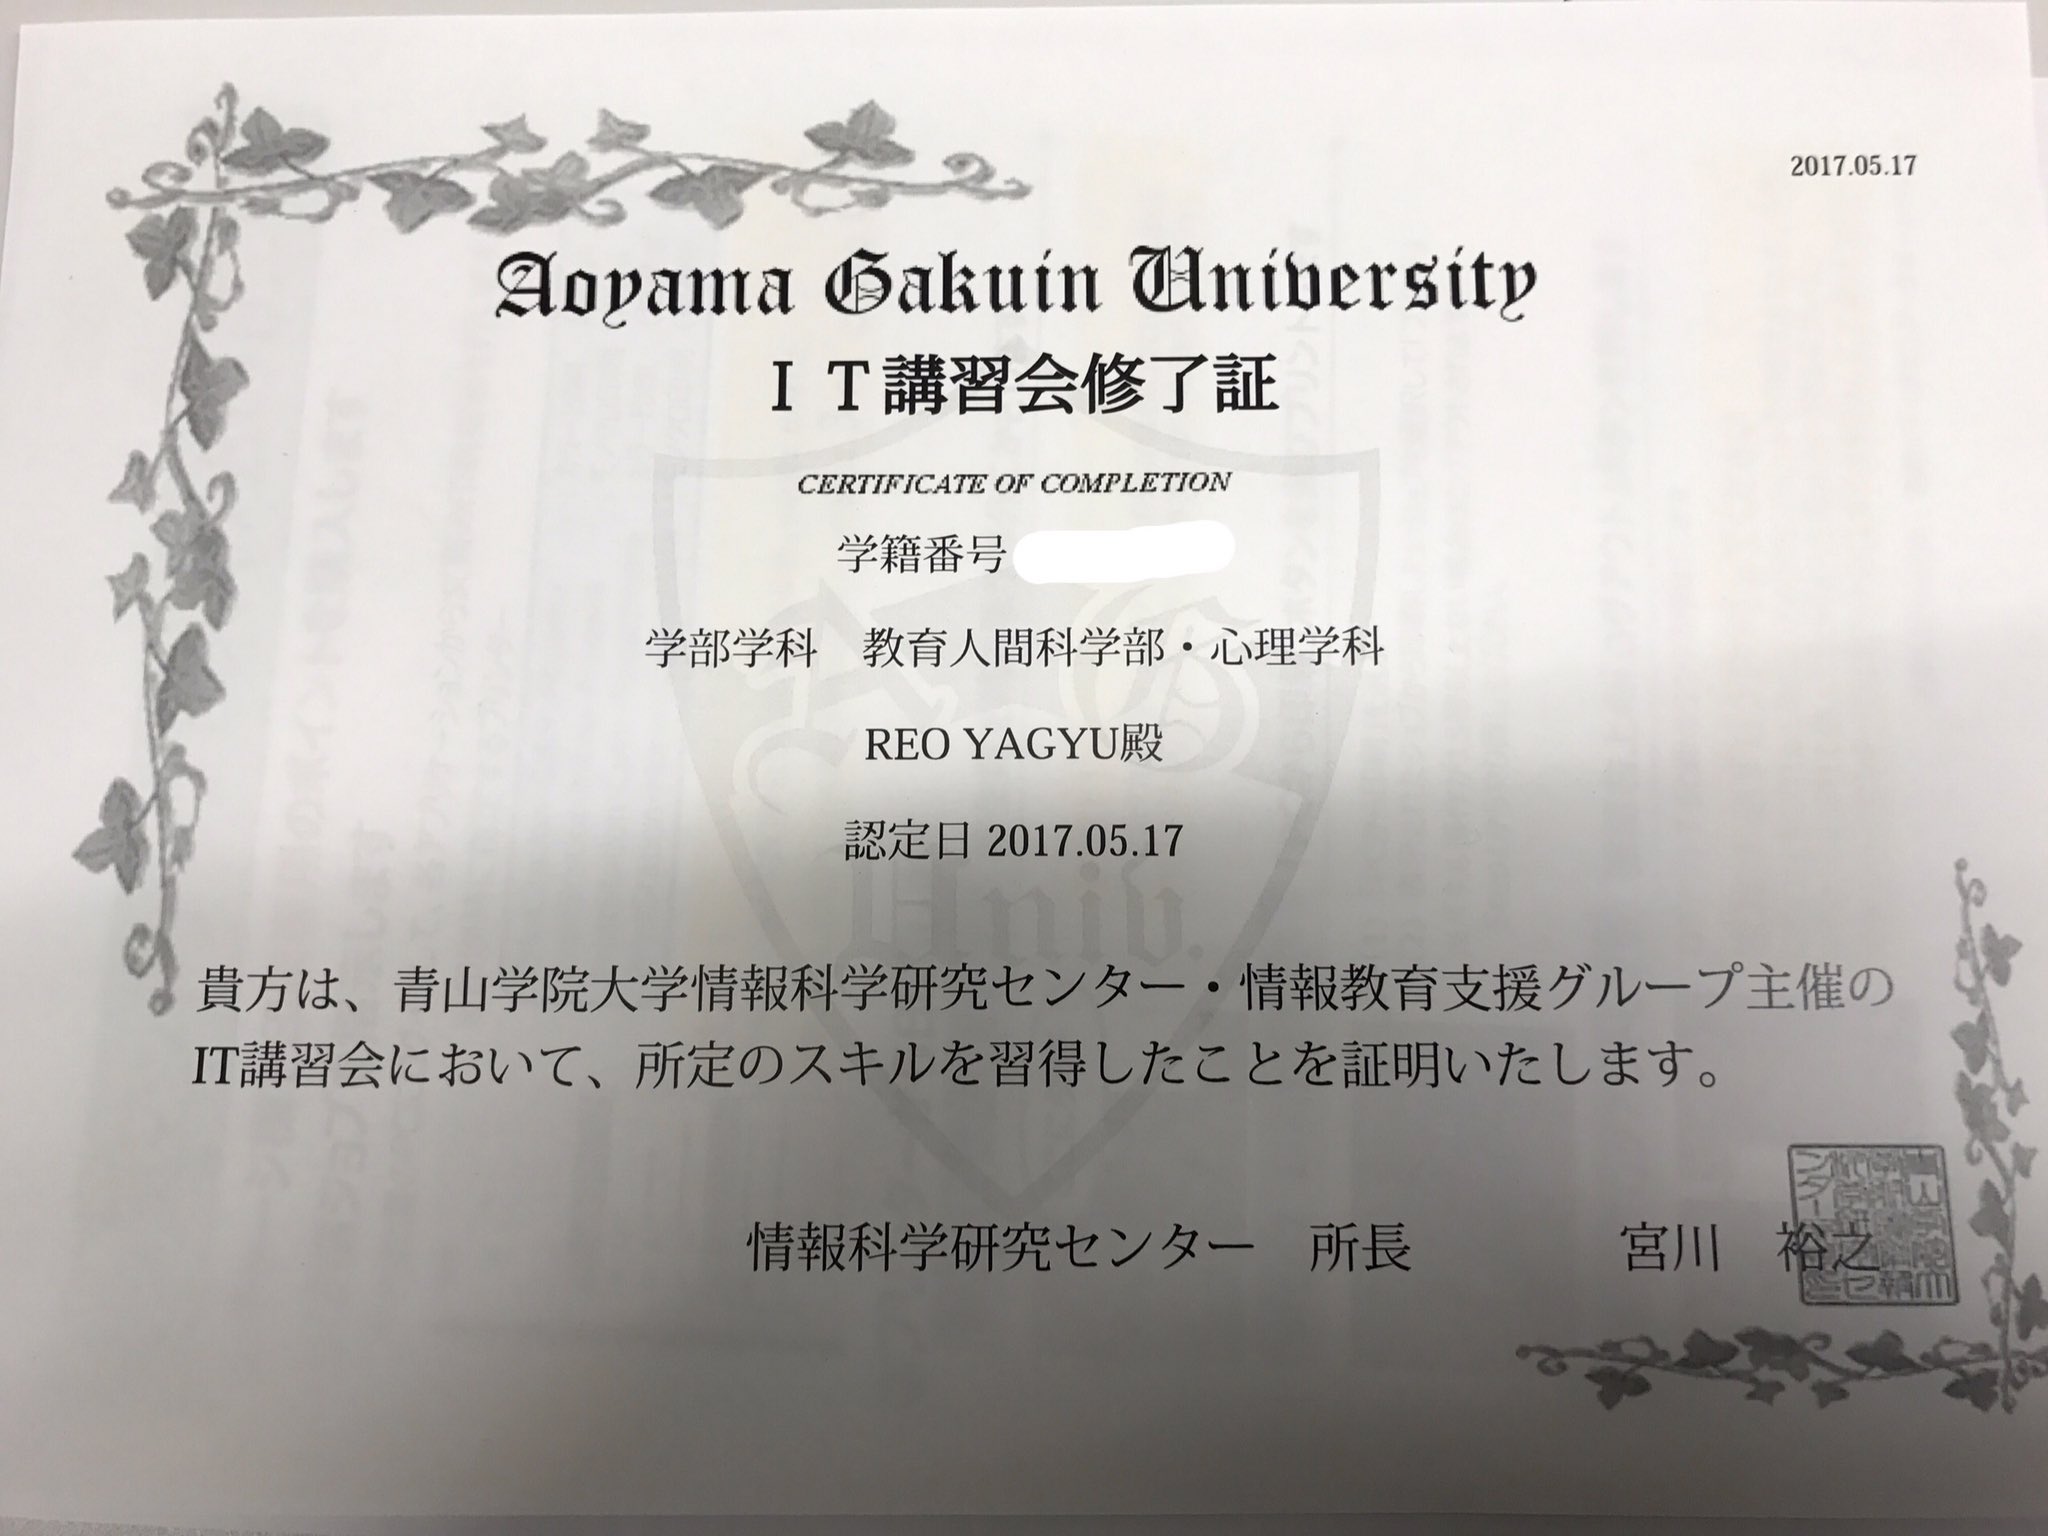 2017.05.17
Aoyama Gakuin University
ＩＴ講習会修了証
CERTIFICATE OF COMPLETION
学籍番号
学部学科　教育人間科学部・心理学科
REO YAGYU殿
認定日 2017.05.17
Univ.
貴方は、青山学院大学情報科学研究センター・情報教育支援グループ主催の
IT講習会において、所定のスキルを習得したことを証明いたします。
情報科学研究センター　所長　宮川　裕之